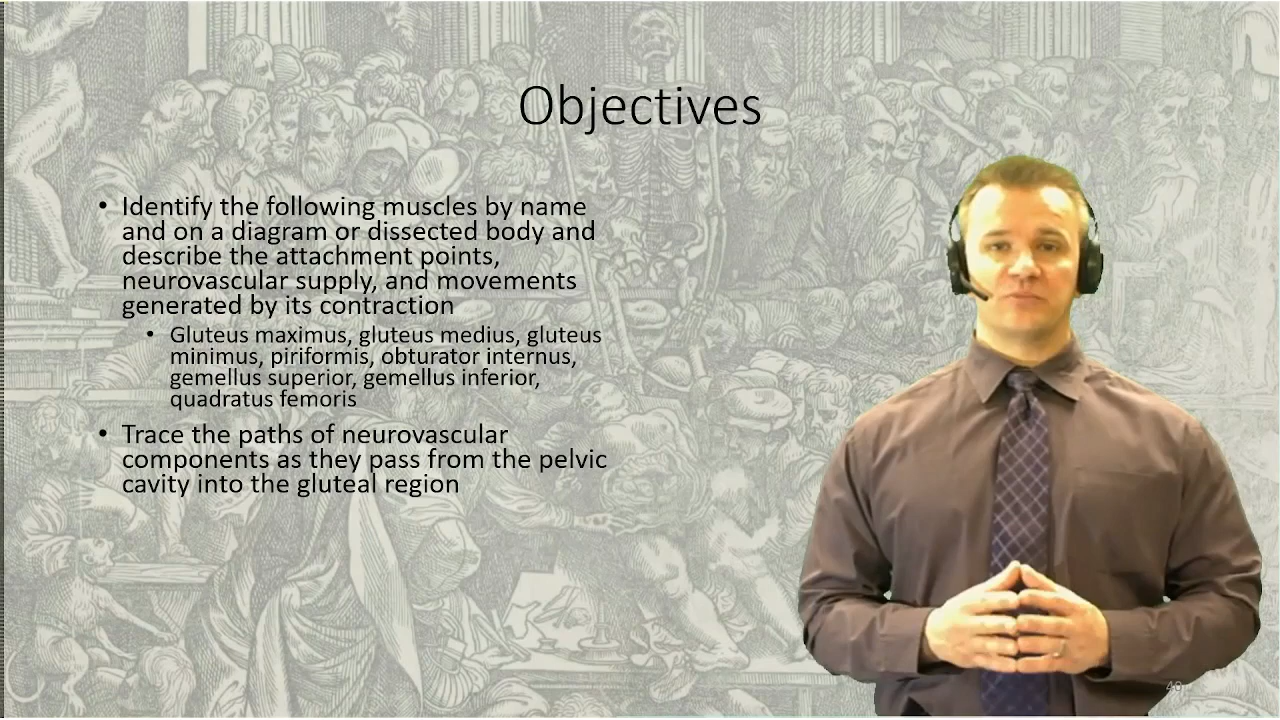 Objectives
• Identify the following muscles by name
and on a diagram or dissected body and
describe the attachment points,
neurovascular supply, and movements
generated by its contraction
• Gluteus maximus, gluteus medius, gluteus
minimus, piriformis, obturator internus,
gemellus superior, gemellus inferior,
quadratus femoris
• Trace the paths of neurovascular
components as they pass from the pelvic
cavity into the gluteal region